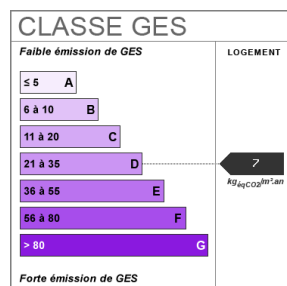 CLASSE GES
Faible émission de GES
LOGEMENT
≤ 5 A
6 à 10 B
11 à 20 C
21 à 35 D
7
kgéqCO2/m².an
36 à 55 E
56 à 80 F
> 80 G
Forte émission de GES